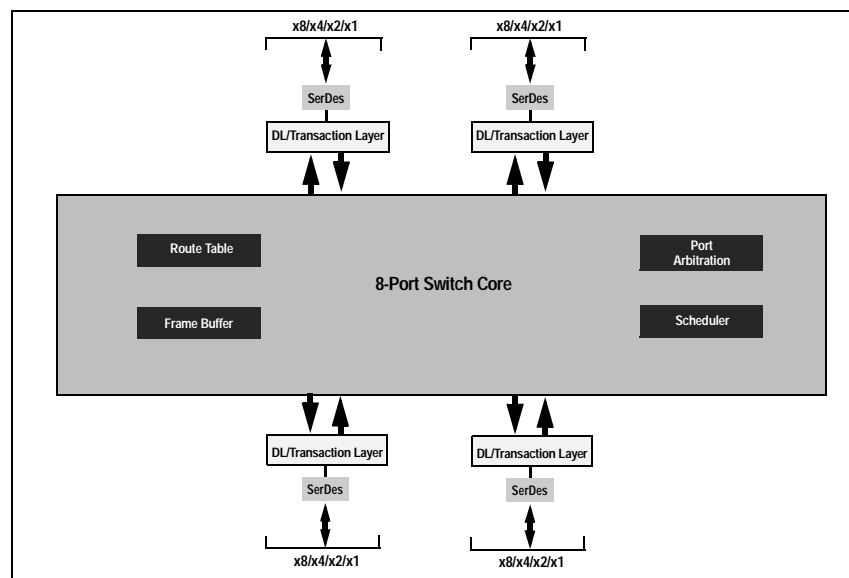 x8/x4/x2/x1
x8/x4/x2/x1
SerDes
SerDes
DL/Transaction Layer
DL/Transaction Layer
Route Table
Port
Arbitration
8-Port Switch Core
Frame Buffer
Scheduler
DL/Transaction Layer
DL/Transaction Layer
SerDes
SerDes
x8/x4/x2/x1
x8/x4/x2/x1